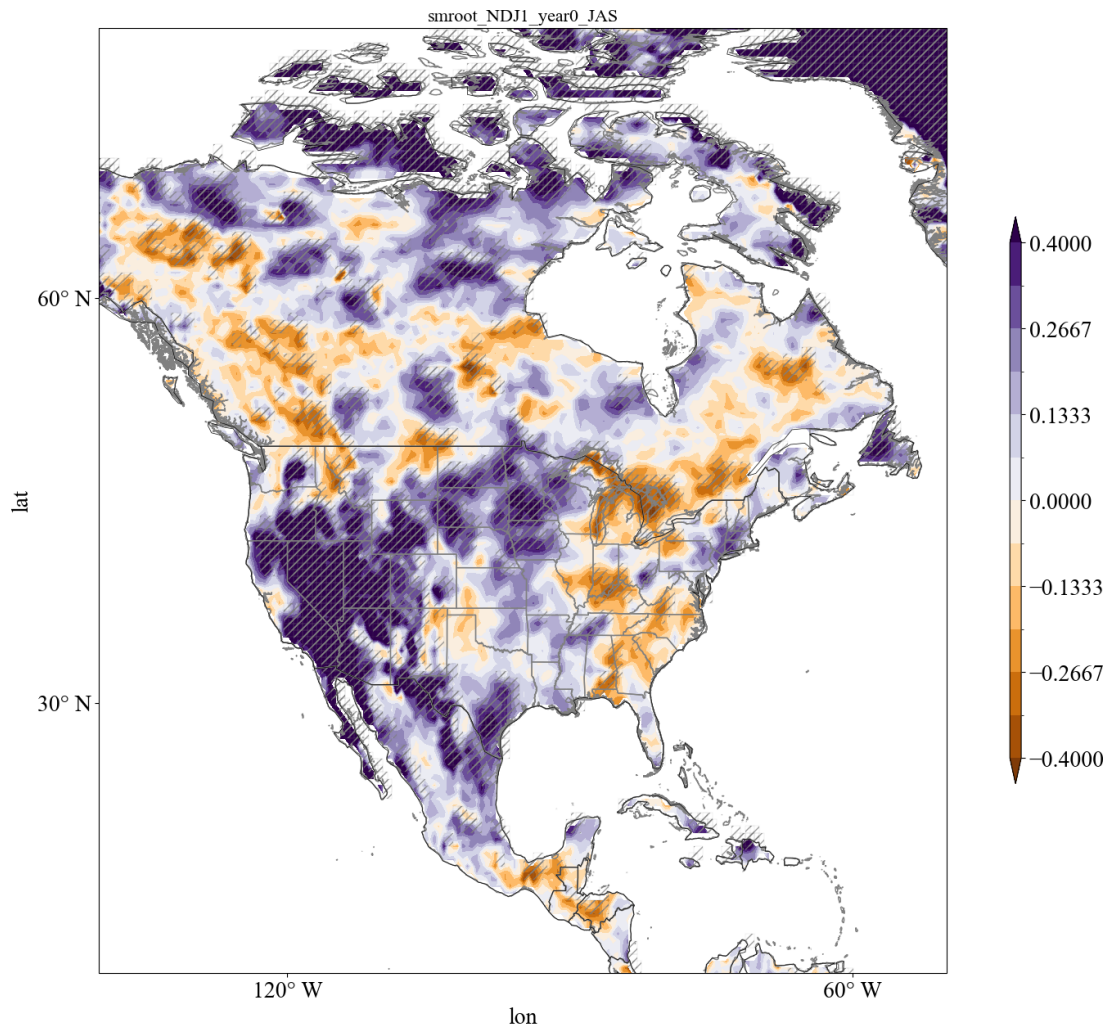 smroot_NDJ1_year0_JAS
60° N
30° N
lat
120° W
60° W
lon
0.4000
0.2667
0.1333
0.0000
−0.1333
−0.2667
−0.4000